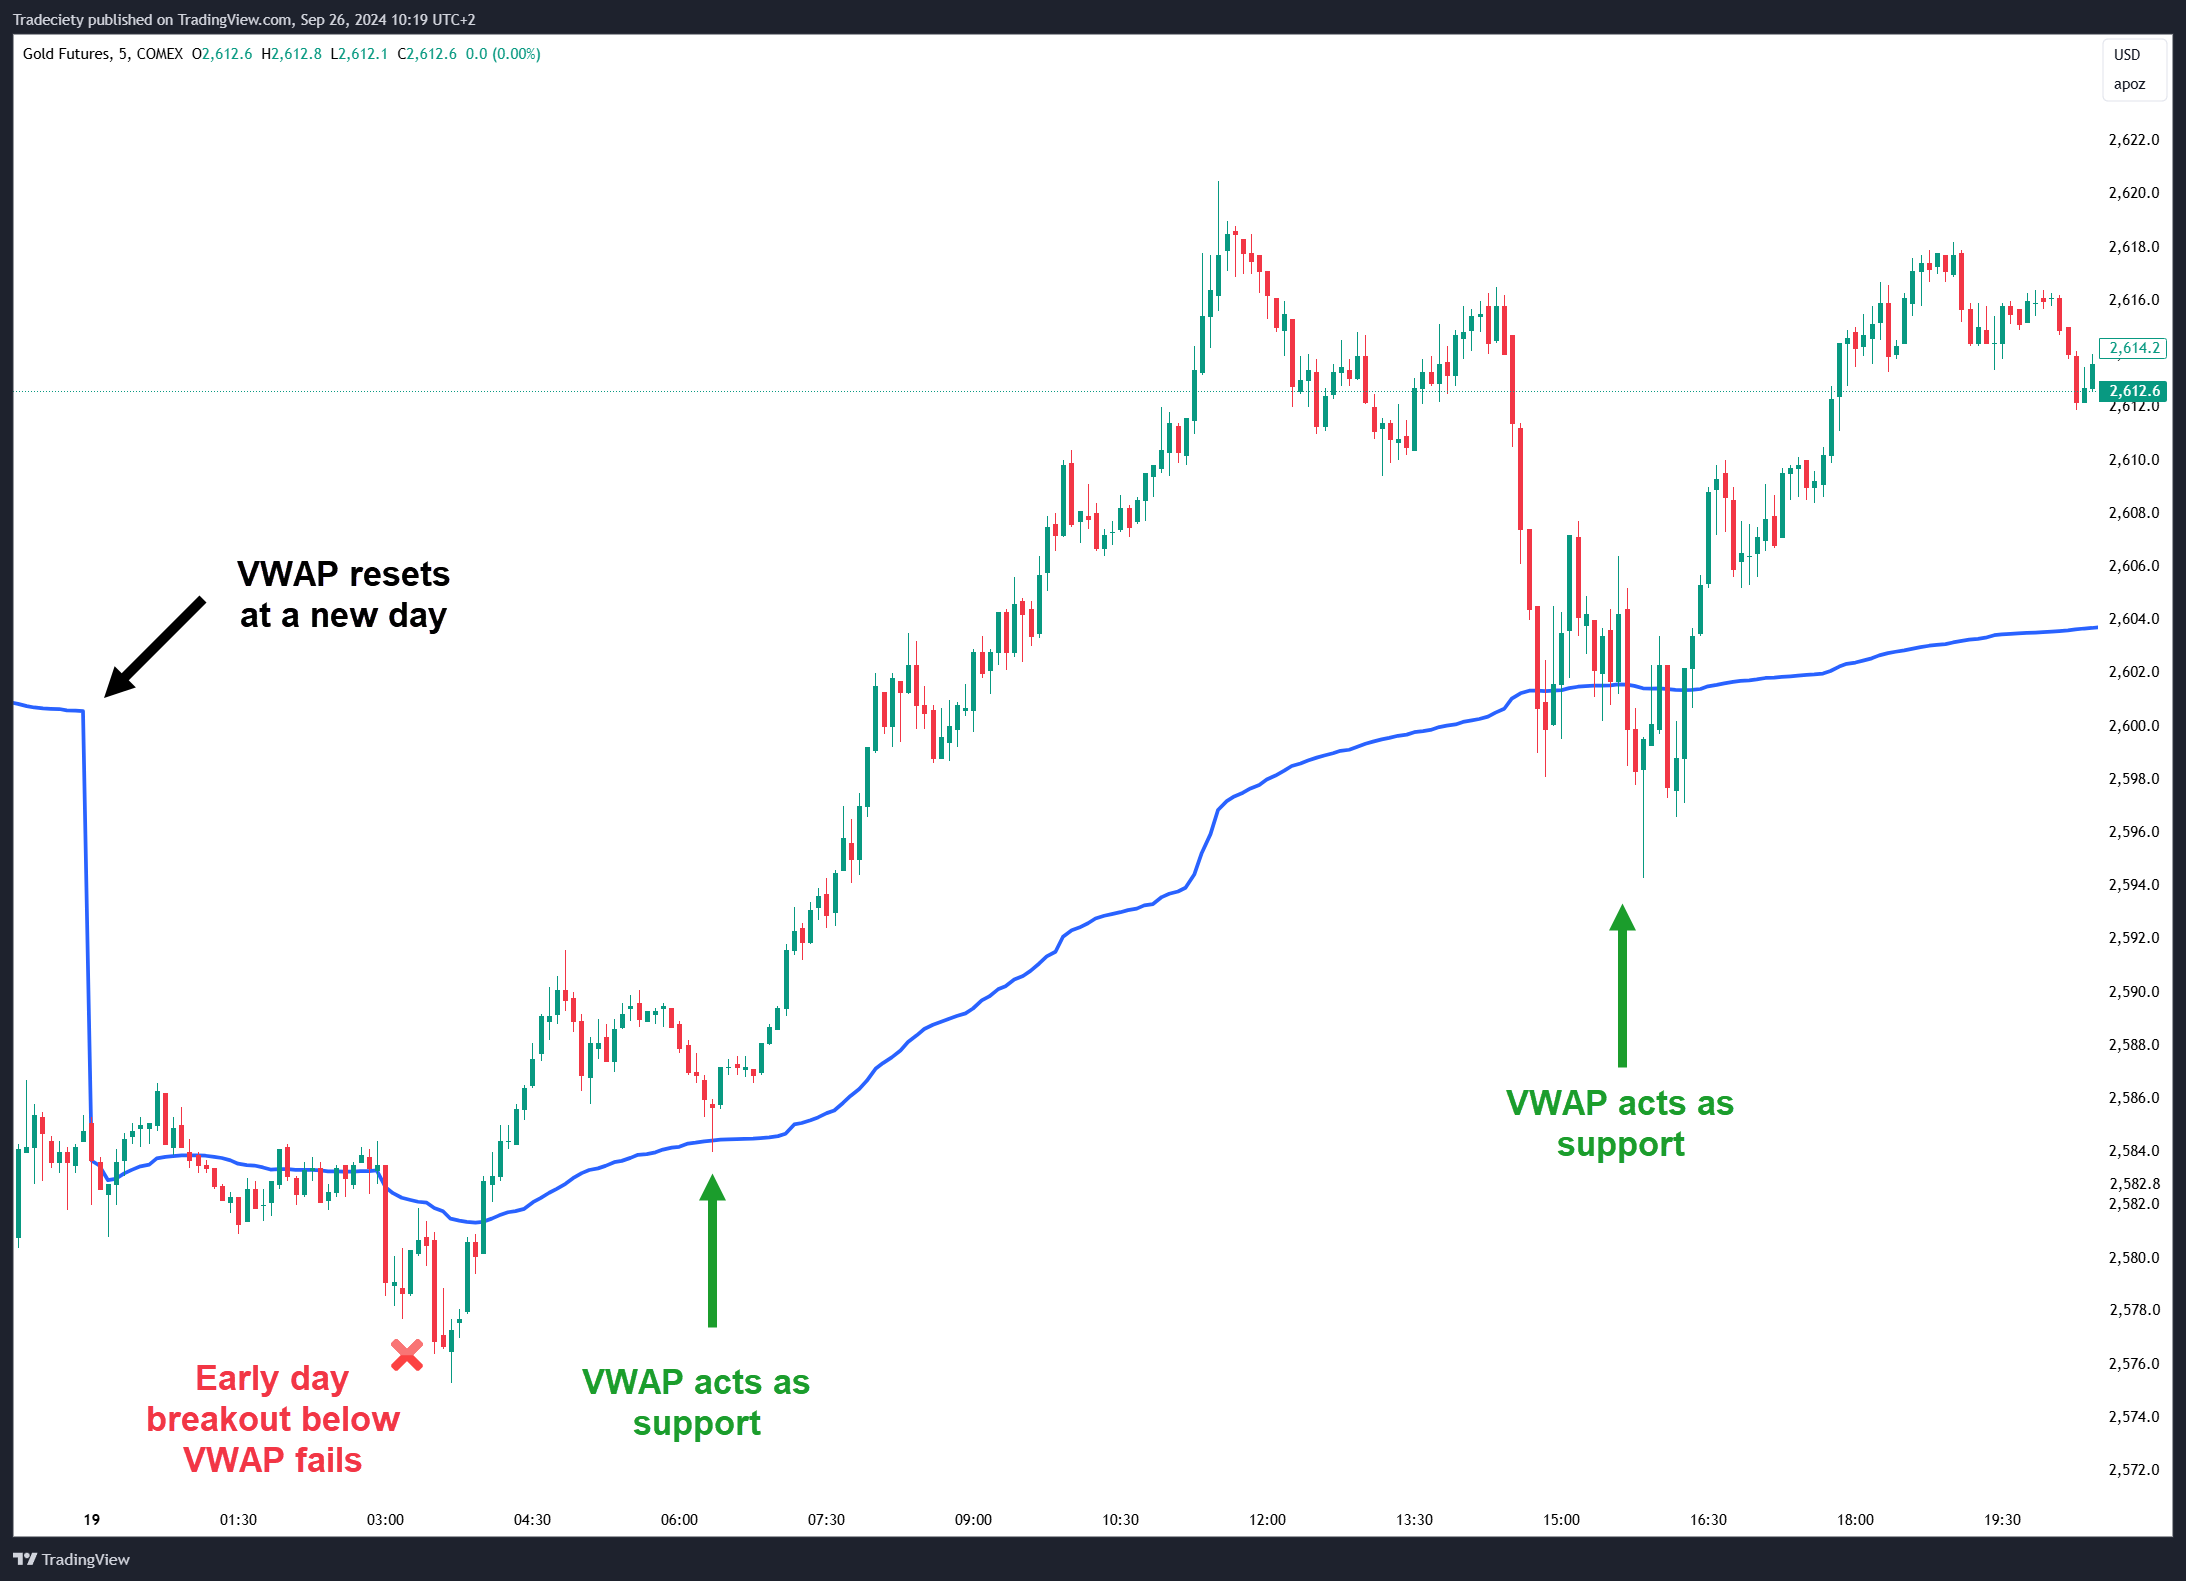 Tradeciety published on TradingView.com, Sep 26, 2024 10:19 UTC+2
Gold Futures, 5, COMEX O2,612.6 H2,612.8 L2,612.1 C2,612.6 0.0 (0.00%)
USD
apoz
2,622.0
2,620.0
2,618.0
2,616.0
2,614.2
2,612.6
2,612.0
2,610.0
2,608.0
2,606.0
2,604.0
2,602.0
2,600.0
2,598.0
2,596.0
2,594.0
2,592.0
2,590.0
2,588.0
2,586.0
2,584.0
2,582.8
2,582.0
2,580.0
2,578.0
2,576.0
2,574.0
2,572.0
VWAP resets
at a new day
VWAP acts as
support
Early day
breakout below
VWAP fails
VWAP acts as
support
19 01:30 03:00 04:30 06:00 07:30 09:00 10:30 12:00 13:30 15:00 16:30 18:00 19:30
TradingView